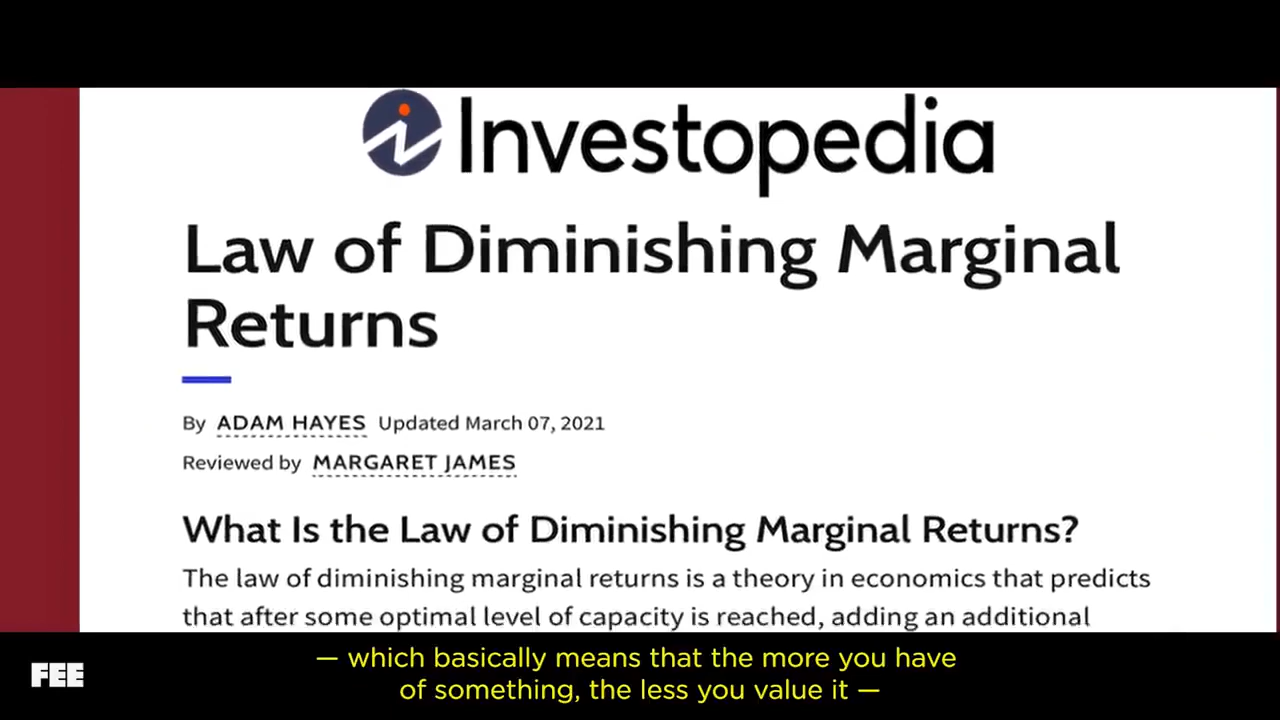 Investopedia
Law of Diminishing Marginal
Returns
By ADAM HAYES Updated March 07, 2021
Reviewed by MARGARET JAMES
What Is the Law of Diminishing Marginal Returns?
The law of diminishing marginal returns is a theory in economics that predicts
that after some optimal level of capacity is reached, adding an additional
— which basically means that the more you have
of something, the less you value it —
FEE